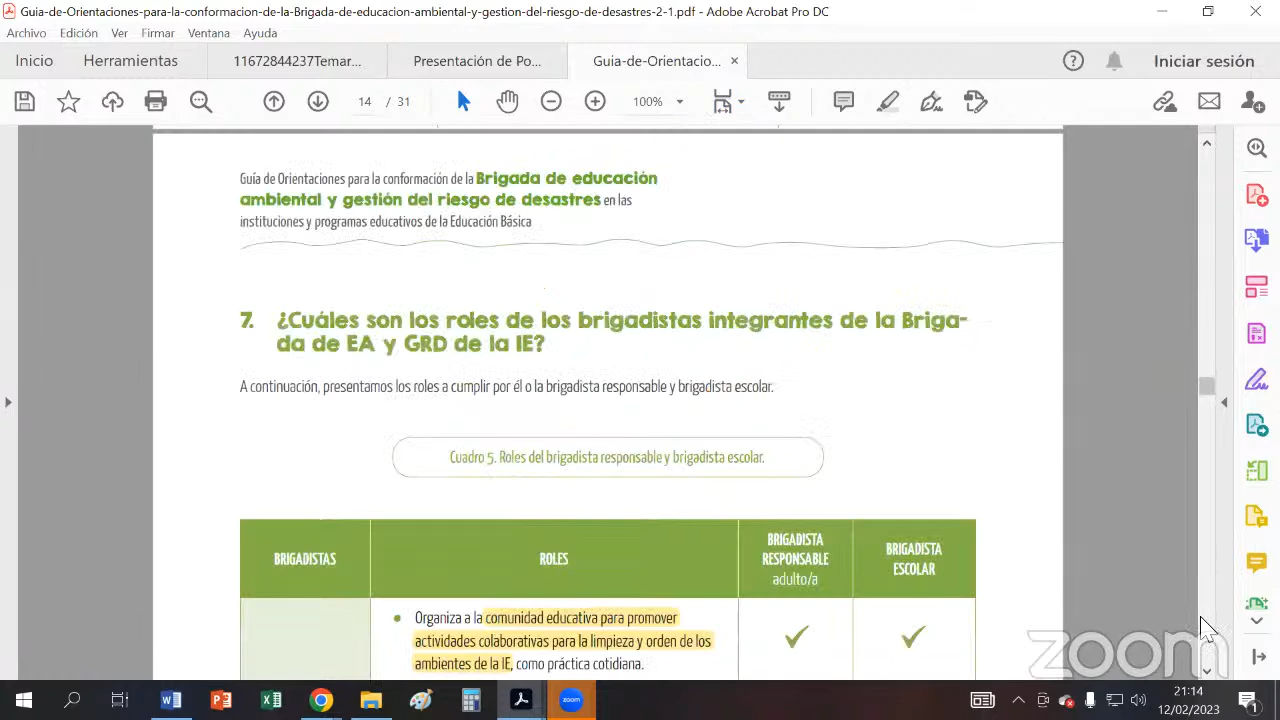 Guia-de-Orientaciones-para-la-conformacion-de-la-Brigada-de-educacion-ambiental-y-gestion-del-riesgo-de-desastres-2-1.pdf - Adobe Acrobat Pro DC
Archivo Edición Ver Firmar Ventana Ayuda
Inicio Herramientas 11672844237Temar... Presentación de Po... Guia-de-Orientacio... × Iniciar sesión
14 / 31 100%
Guía de Orientaciones para la conformación de la Brigada de educación
ambiental y gestión del riesgo de desastres en las
instituciones y programas educativos de la Educación Básica
7. ¿Cuáles son los roles de los brigadistas integrantes de la Briga-
da de EA y GRD de la IE?
A continuación, presentamos los roles a cumplir por él o la brigadista responsable y brigadista escolar.
Cuadro 5. Roles del brigadista responsable y brigadista escolar.
BRIGADISTAS
ROLES
BRIGADISTA
RESPONSABLE
adulto/a
BRIGADISTA
ESCOLAR
• Organiza a la comunidad educativa para promover
actividades colaborativas para la limpieza y orden de los
ambientes de la IE, como práctica cotidiana.
zoom
zoom
21:14
12/02/2023
1